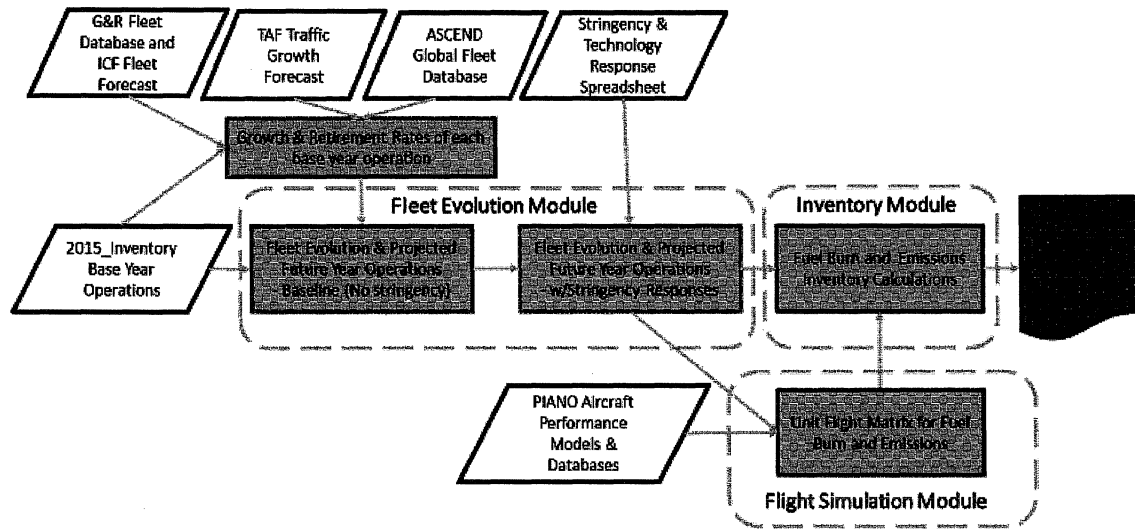 G&R Fleet
Database and
ICF Fleet
Forecast
TAF Traffic
Growth
Forecast
ASCEND
Global Fleet
Database
Stringency &
Technology
Response
Spreadsheet
Growth & Retirement Rates of each
base year operation
Fleet Evolution Module
Inventory Module
2015_Inventory
Base Year
Operations
Fleet Evolution & Projected
Future Year Operations
- Baseline (No stringency)
Fleet Evolution & Projected
Future Year Operations
- w/Stringency Responses
Fuel Burn and Emissions
Inventory Calculations
PIANO Aircraft
Performance
Models &
Databases
Unit Flight Matrix for Fuel
Burn and Emissions
Flight Simulation Module